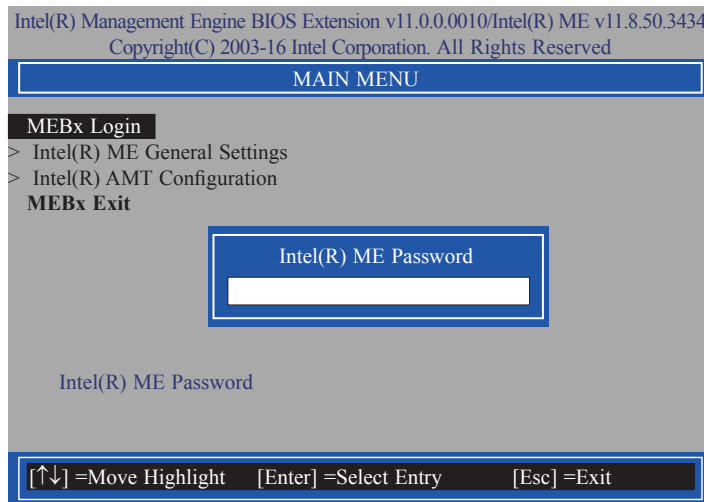 Intel(R) Management Engine BIOS Extension v11.0.0.0010/Intel(R) ME v11.8.50.3434
Copyright(C) 2003-16 Intel Corporation. All Rights Reserved
MAIN MENU
MEBx Login
> Intel(R) ME General Settings
> Intel(R) AMT Configuration
MEBx Exit
Intel(R) ME Password
Intel(R) ME Password
[↑↓] =Move Highlight [Enter] =Select Entry [Esc] =Exit